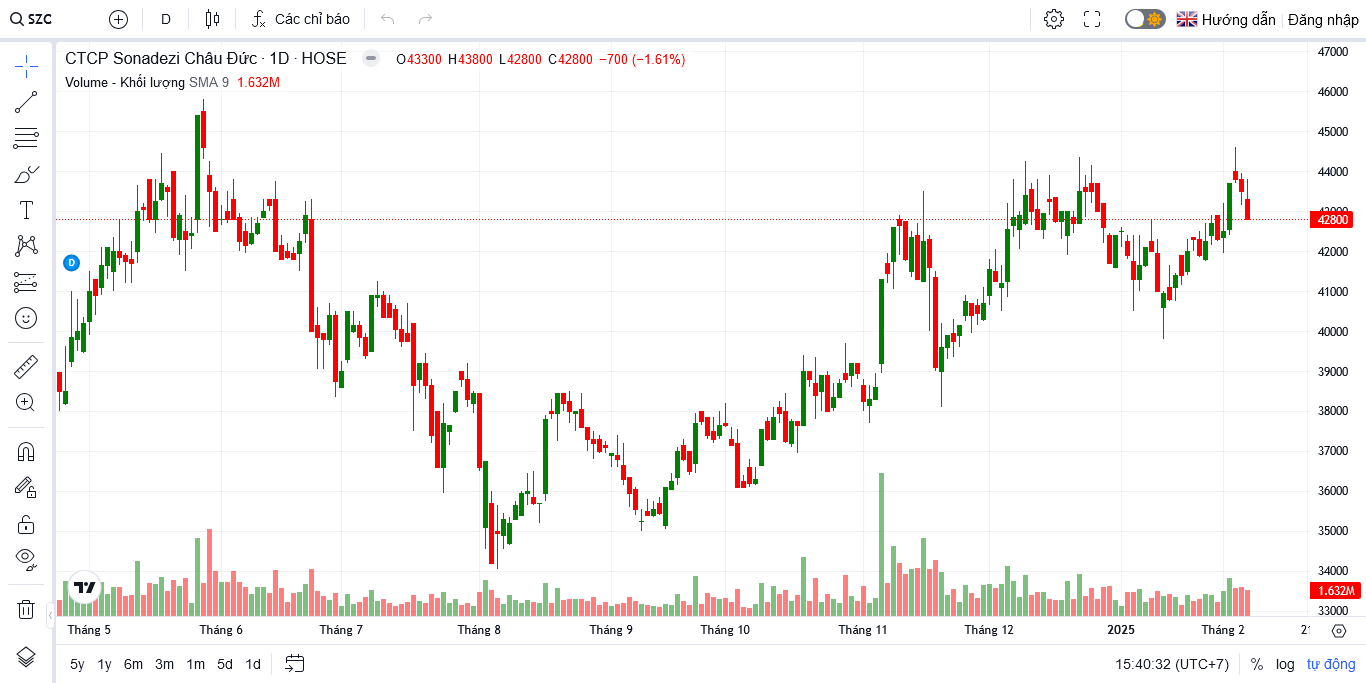 SZC D Các chỉ báo Hướng dẫn Đăng nhập
CTCP Sonadezi Châu Đức · 1D · HOSE O43300 H43800 L42800 C42800 −700 (−1.61%)
Volume - Khối lượng SMA 9 1.632M
47000
46000
45000
44000
43000
42800
42000
41000
40000
39000
38000
37000
36000
35000
34000
1.632M
33000
D
Tháng 5 Tháng 6 Tháng 7 Tháng 8 Tháng 9 Tháng 10 Tháng 11 Tháng 12 2025 Tháng 2 21
5y 1y 6m 3m 1m 5d 1d 15:40:32 (UTC+7) % log tự động